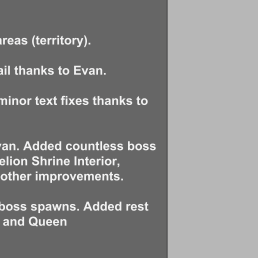 areas (territory).
ail thanks to Evan.
minor text fixes thanks to
van. Added countless boss
elion Shrine Interior,
other improvements.
boss spawns. Added rest
and Queen